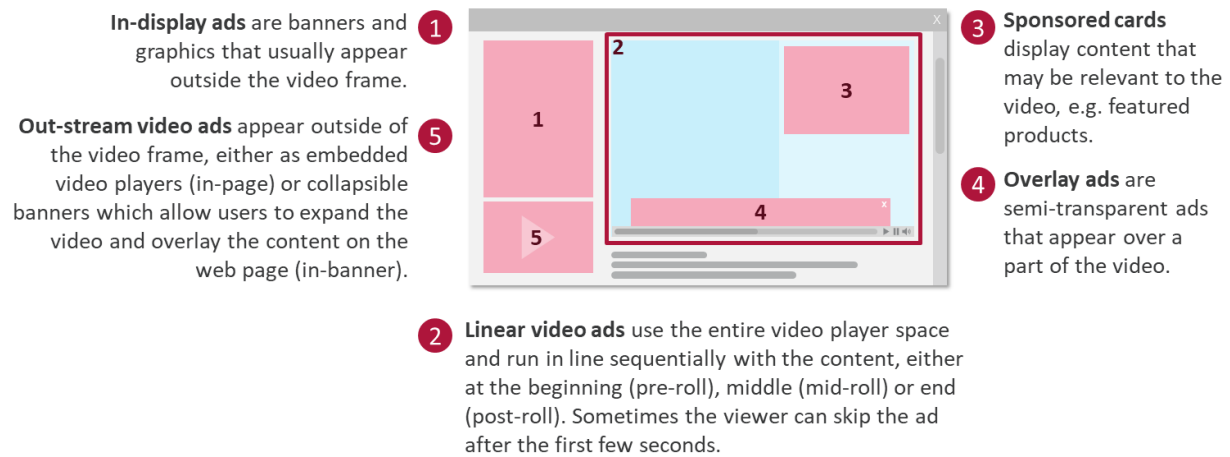 In-display ads are banners and
graphics that usually appear
outside the video frame.
1
Out-stream video ads appear outside of
the video frame, either as embedded
video players (in-page) or collapsible
banners which allow users to expand the
video and overlay the content on the
web page (in-banner).
5
X
1
2
3
4
x
5
3
Sponsored cards
display content that
may be relevant to the
video, e.g. featured
products.
4
Overlay ads are
semi-transparent ads
that appear over a
part of the video.
2
Linear video ads use the entire video player space
and run in line sequentially with the content, either
at the beginning (pre-roll), middle (mid-roll) or end
(post-roll). Sometimes the viewer can skip the ad
after the first few seconds.